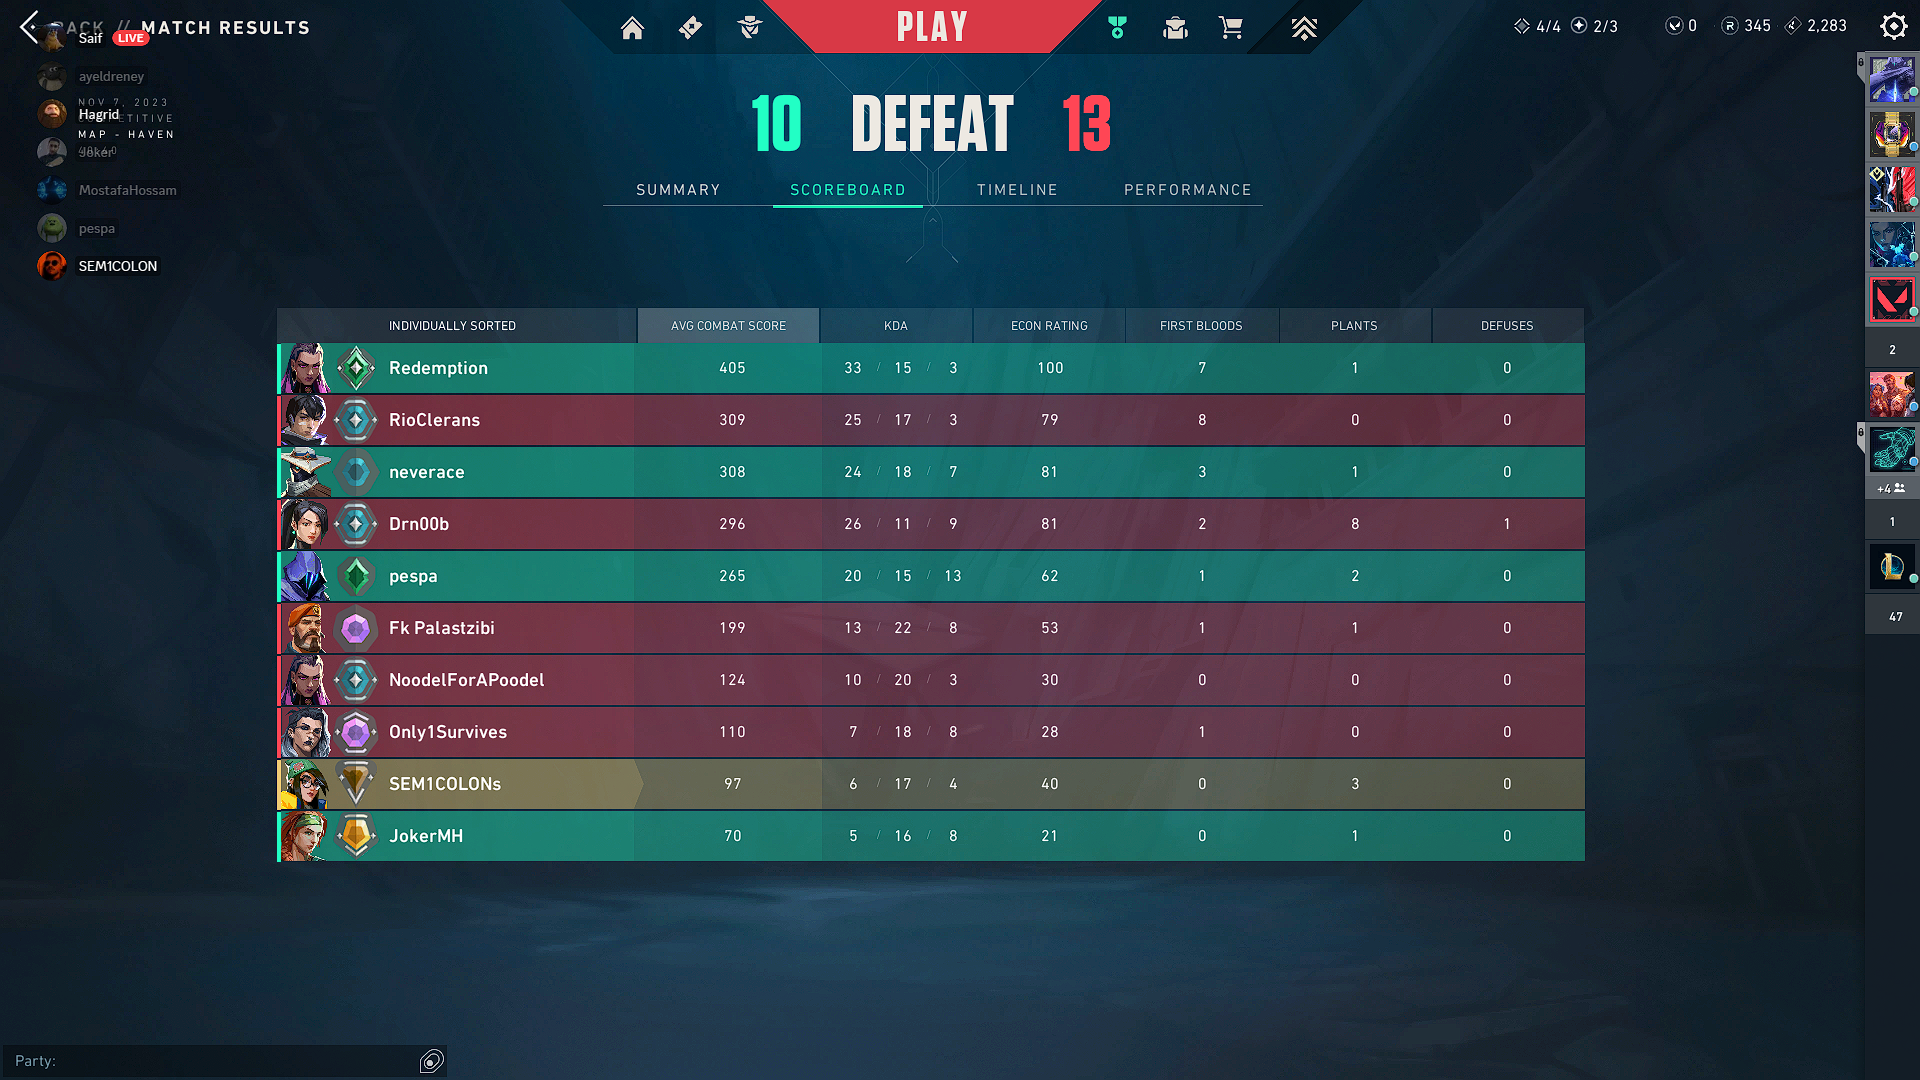 BACK // MATCH RESULTS
PLAY
4/4 2/3 0 345 2,283
Saif LIVE
ayeldreney
NOV 7, 2023
Hagrid
MAP - HAVEN
Joker
MostafaHossam
pespa
SEM1COLON
10 DEFEAT 13
SUMMARY SCOREBOARD TIMELINE PERFORMANCE
INDIVIDUALLY SORTED AVG COMBAT SCORE KDA ECON RATING FIRST BLOODS PLANTS DEFUSES
Redemption 405 33 / 15 / 3 100 7 1 0
RioClerans 309 25 / 17 / 3 79 8 0 0
neverace 308 24 / 18 / 7 81 3 1 0
Drn00b 296 26 / 11 / 9 81 2 8 1
pespa 265 20 / 15 / 13 62 1 2 0
Fk Palastzibi 199 13 / 22 / 8 53 1 1 0
NoodelForAPoodel 124 10 / 20 / 3 30 0 0 0
Only1Survives 110 7 / 18 / 8 28 1 0 0
SEM1COLONs 97 6 / 17 / 4 40 0 3 0
JokerMH 70 5 / 16 / 8 21 0 1 0
2
+4
1
47
Party: